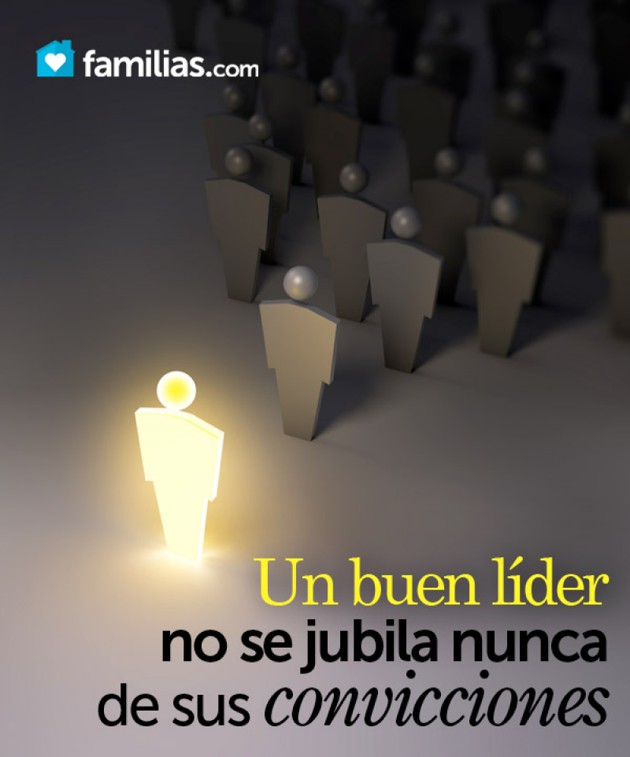 familias.com
Un buen líder
no se jubila nunca
de sus convicciones